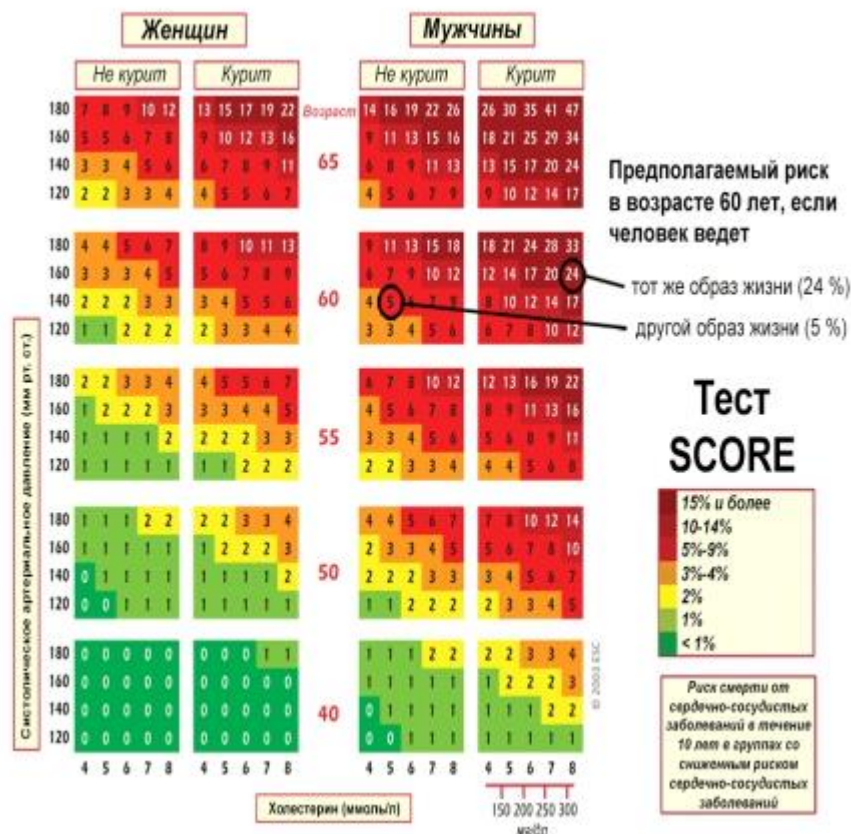 Женщин Мужчины
Не курит Курит Не курит Курит
180 7 8 9 10 12 13 15 17 19 22 Возраст 14 16 19 22 26 26 30 35 41 47
160 5 5 6 7 8 9 10 12 13 16 9 11 13 15 16 18 21 25 29 34
140 3 3 4 5 6 6 7 8 9 11 65 6 8 9 11 13 13 15 17 20 24
120 2 2 3 3 4 4 5 5 6 7 4 5 6 7 9 9 10 12 14 17
Предполагаемый риск
в возрасте 60 лет, если
человек ведет
180 4 4 5 6 7 8 9 10 11 13 9 11 13 15 18 18 21 24 28 33
160 3 3 3 4 5 5 6 7 8 9 6 7 9 10 12 12 14 17 20 24
тот же образ жизни (24 %)
140 2 2 2 3 3 3 4 5 5 6 60 4 5 6 7 8 8 10 12 14 17
120 1 1 2 2 2 2 3 3 4 4 3 3 4 5 6 6 7 8 10 12
другой образ жизни (5 %)
Систолическое артериальное давление (мм рт. ст.)
180 2 2 3 3 4 4 5 5 6 7 6 7 8 10 12 12 13 16 19 22
160 1 2 2 2 3 3 3 4 4 5 4 5 6 7 8 8 9 11 13 16
140 1 1 1 1 2 2 2 2 3 3 55 3 3 4 5 6 5 6 8 9 11
120 1 1 1 1 1 1 1 2 2 2 2 2 3 3 4 4 4 5 6 8
Тест
SCORE
180 1 1 1 2 2 2 2 3 3 4 4 4 5 6 7 7 8 10 12 14
160 1 1 1 1 1 1 2 2 2 3 2 3 3 4 5 5 6 7 8 10
140 0 1 1 1 1 1 1 1 1 2 50 2 2 2 3 3 3 4 5 6 7
120 0 0 1 1 1 1 1 1 1 1 1 1 2 2 2 2 3 3 4 5
15% и более
10-14%
5%-9%
3%-4%
2%
1%
< 1%
180 0 0 0 0 0 0 0 0 1 1 1 1 1 2 2 2 2 3 3 4
160 0 0 0 0 0 0 0 0 0 0 1 1 1 1 1 1 2 2 2 3
140 0 0 0 0 0 0 0 0 0 0 40 0 1 1 1 1 1 1 1 2 2
120 0 0 0 0 0 0 0 0 0 0 0 0 1 1 1 1 1 1 1 1
© 2003 ESC
4 5 6 7 8 4 5 6 7 8 4 5 6 7 8 4 5 6 7 8
150 200 250 300
мг/дл
Холестерин (ммоль/л)
Риск смерти от
сердечно-сосудистых
заболеваний в течение
10 лет в группах со
сниженным риском
сердечно-сосудистых
заболеваний